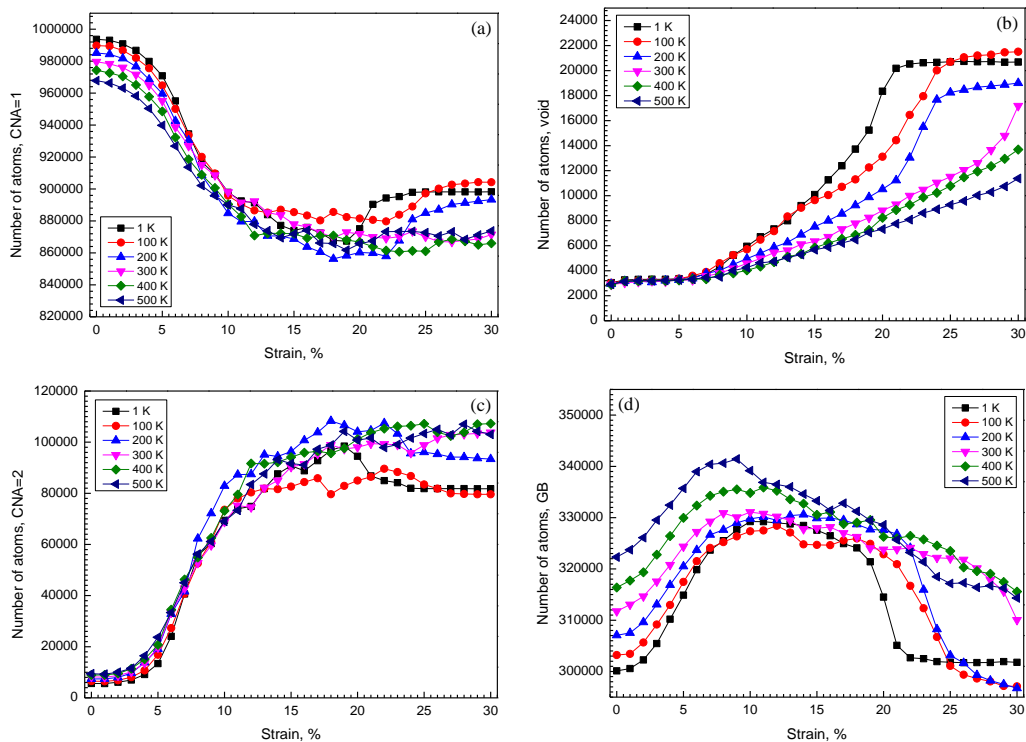 (a)
Number of atoms, CNA=1
1000000
980000
960000
940000
920000
900000
880000
860000
840000
820000
1 K
100 K
200 K
300 K
400 K
500 K
0 5 10 15 20 25 30
Strain, %
(b)
Number of atoms, void
24000
22000
20000
18000
16000
14000
12000
10000
8000
6000
4000
2000
0
1 K
100 K
200 K
300 K
400 K
500 K
0 5 10 15 20 25 30
Strain, %
(c)
Number of atoms, CNA=2
120000
100000
80000
60000
40000
20000
0
1 K
100 K
200 K
300 K
400 K
500 K
0 5 10 15 20 25 30
Strain, %
(d)
Number of atoms, GB
350000
340000
330000
320000
310000
300000
1 K
100 K
200 K
300 K
400 K
500 K
0 5 10 15 20 25 30
Strain, %